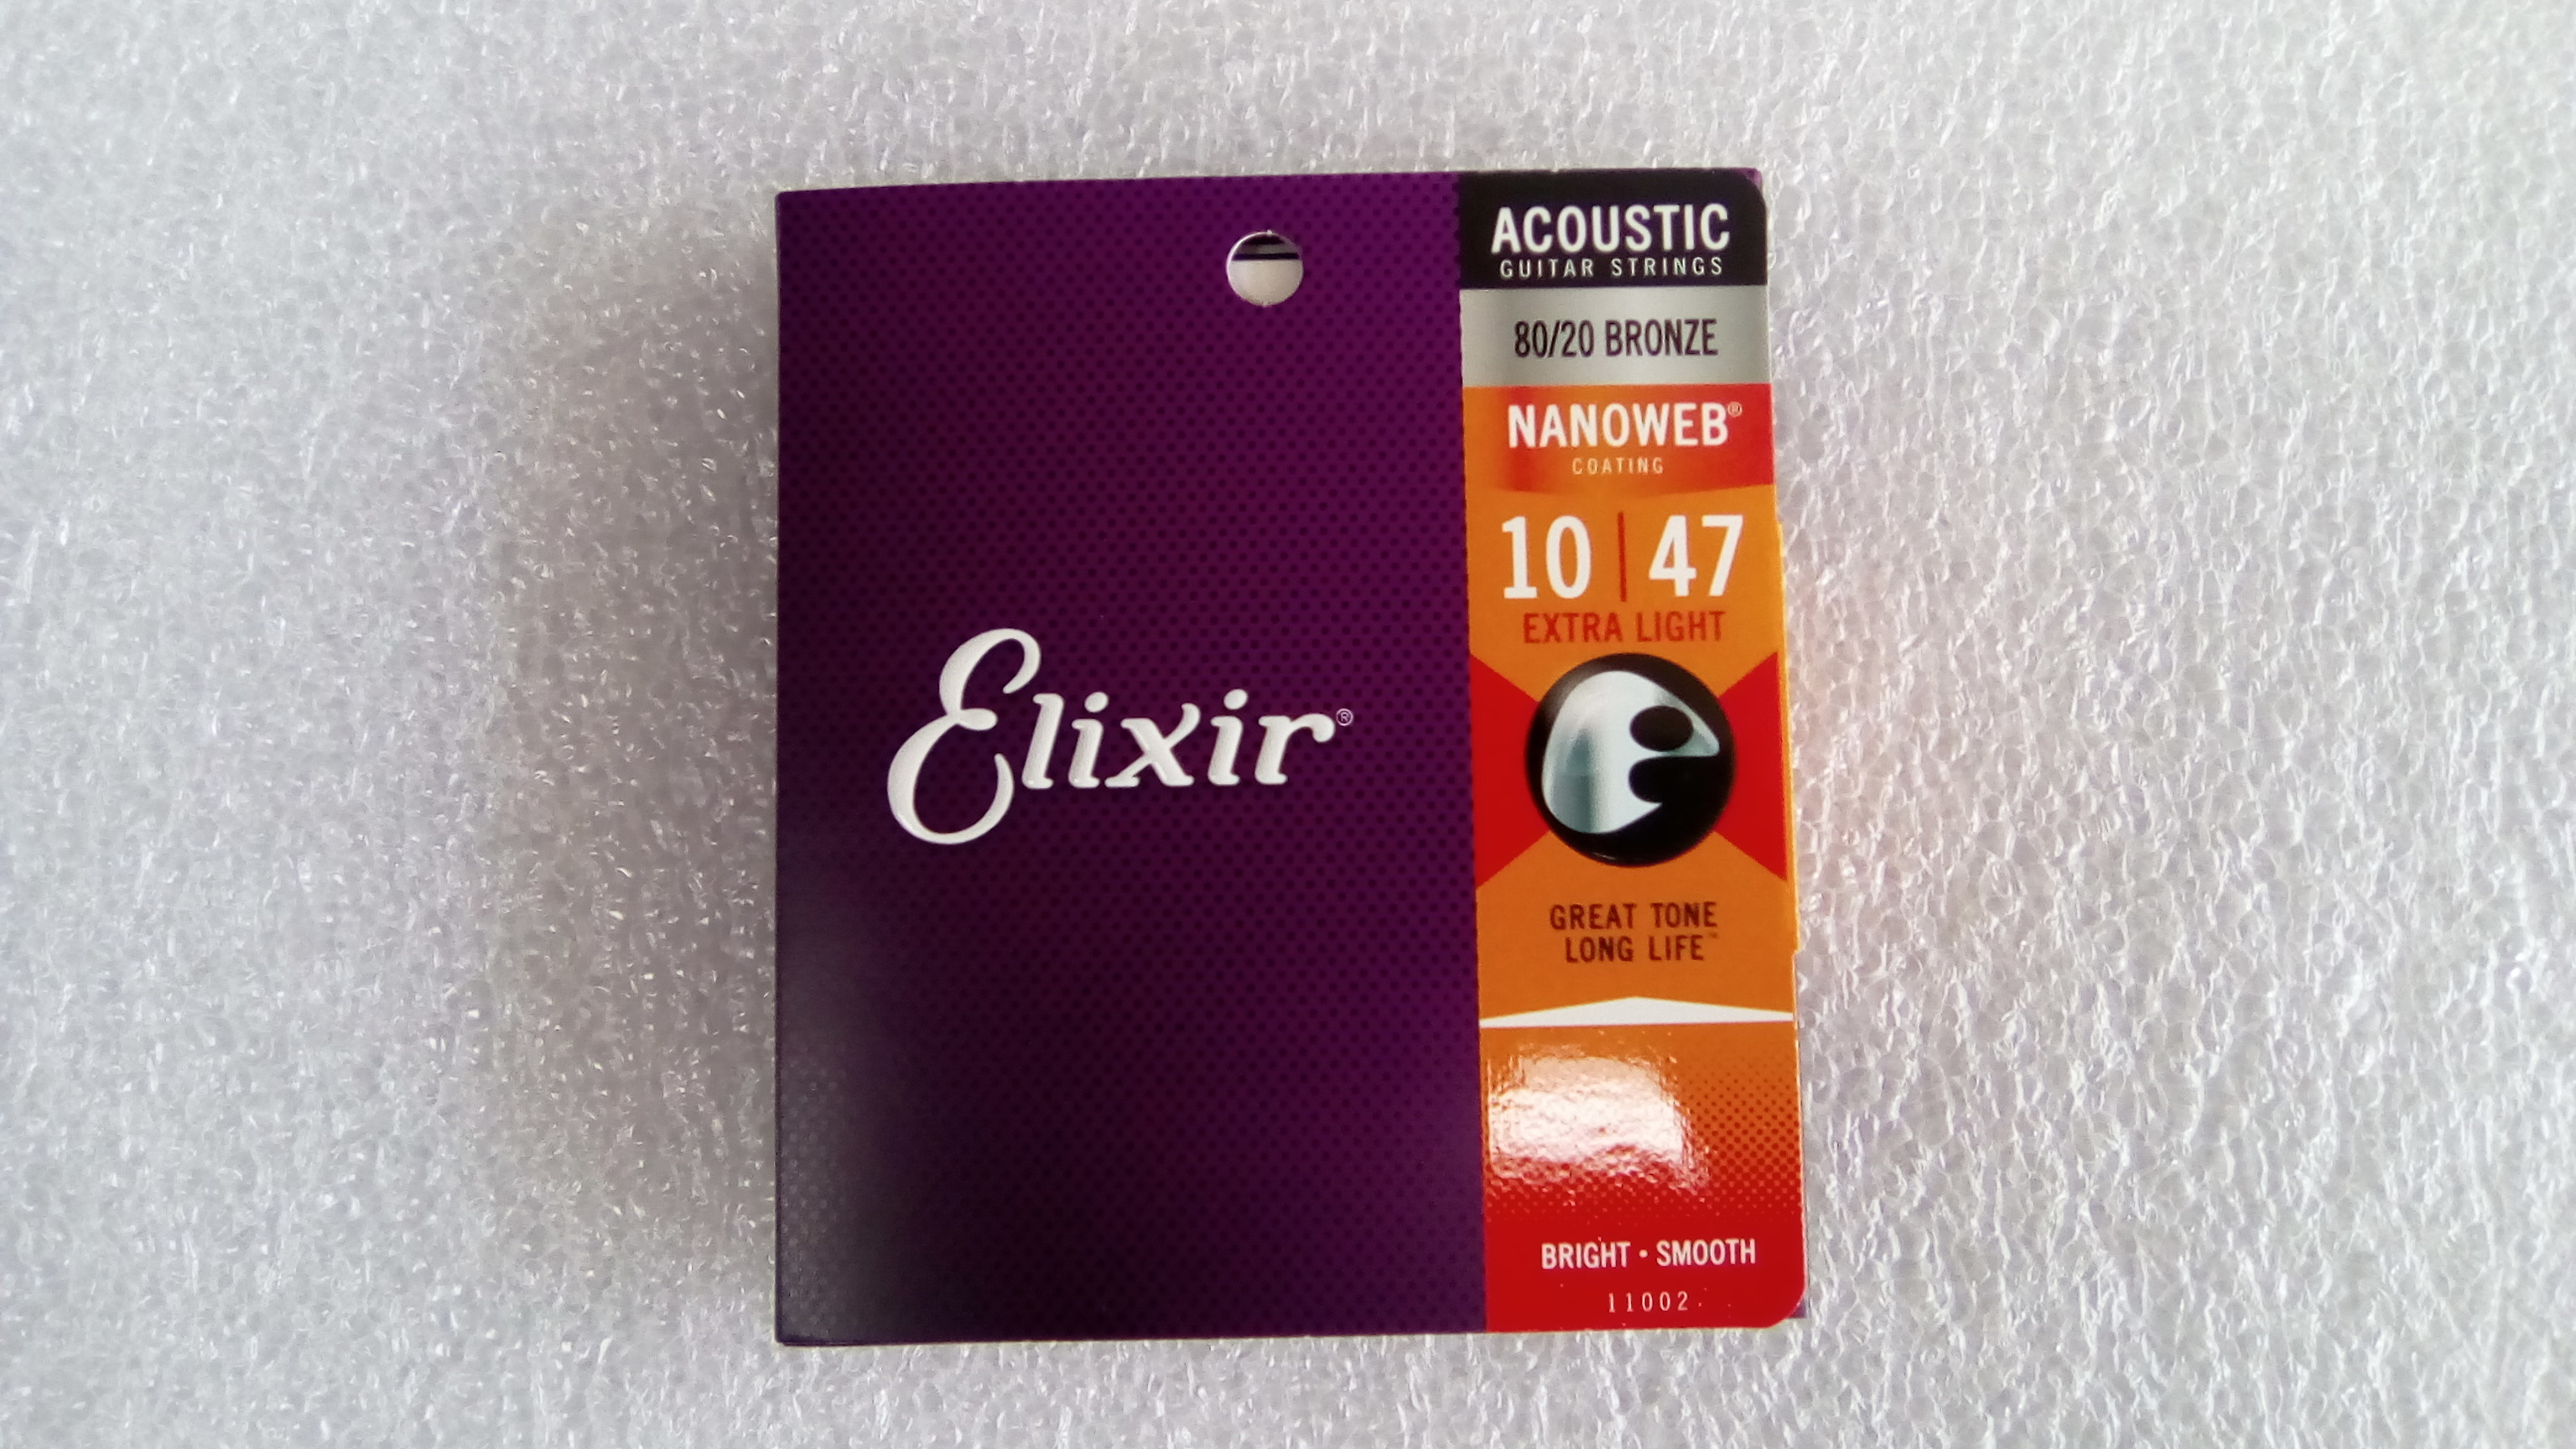 Elixir®
ACOUSTIC
GUITAR STRINGS
80/20 BRONZE
NANOWEB®
COATING
10 | 47
EXTRA LIGHT
GREAT TONE
LONG LIFE™
BRIGHT • SMOOTH
11002